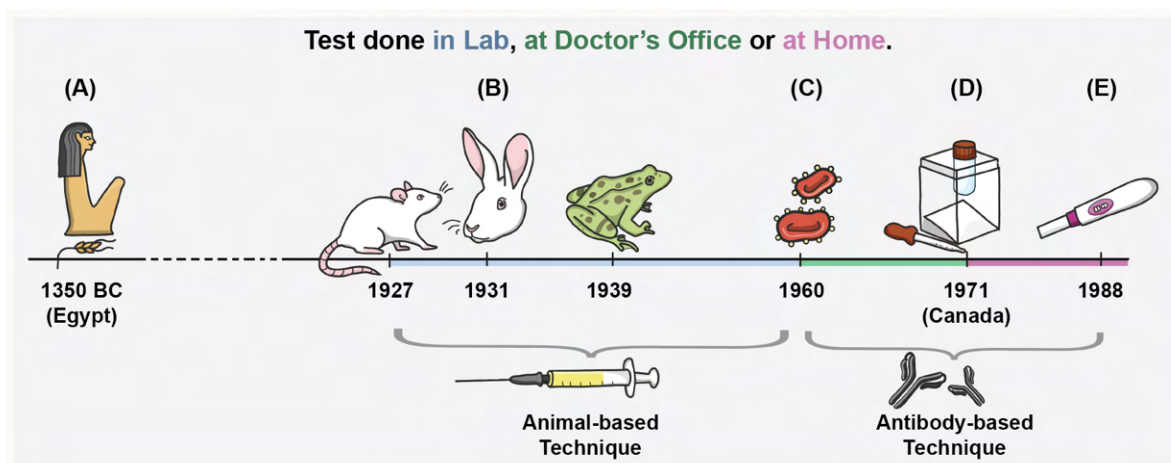 Test done in Lab, at Doctor's Office or at Home.
(A)
(B)
(C)
(D)
(E)
1350 BC
(Egypt)
1927
1931
1939
1960
1971
(Canada)
1988
Animal-based
Technique
Antibody-based
Technique